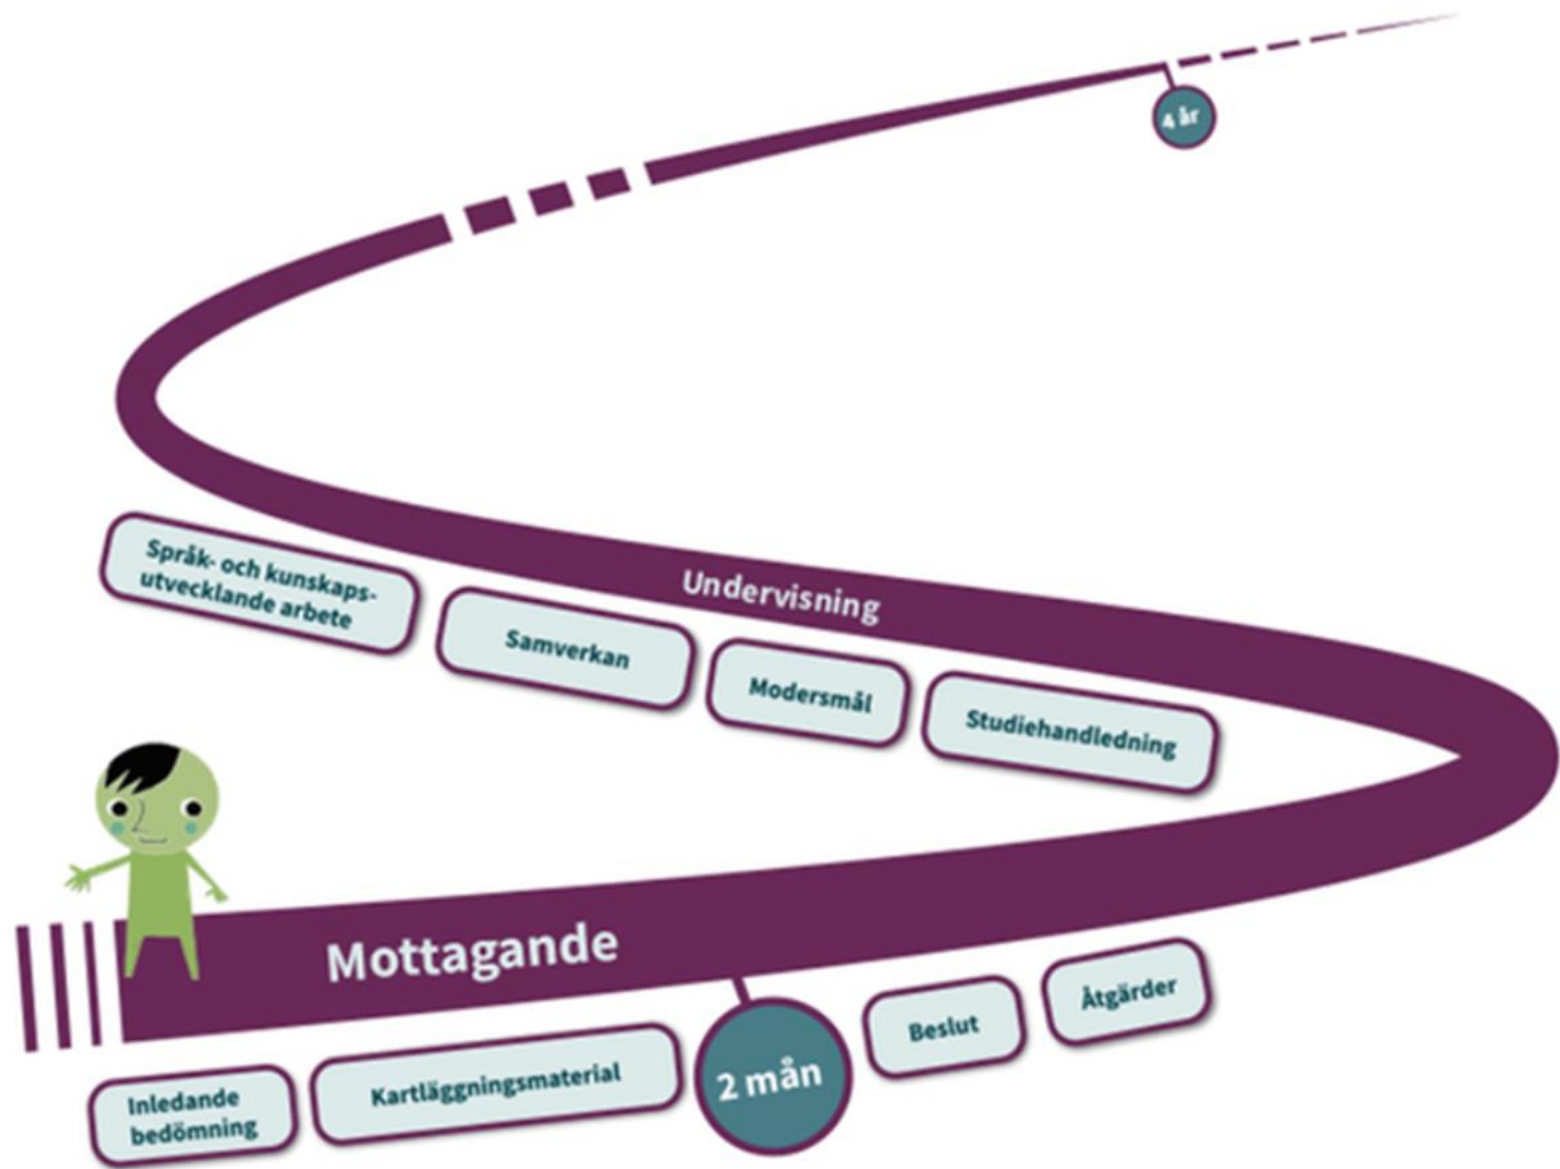 4 år
Undervisning
Språk- och kunskaps-
utvecklande arbete
Samverkan
Modersmål
Studiehandledning
Mottagande
Inledande
bedömning
Kartläggningsmaterial
2 mån
Beslut
Åtgärder